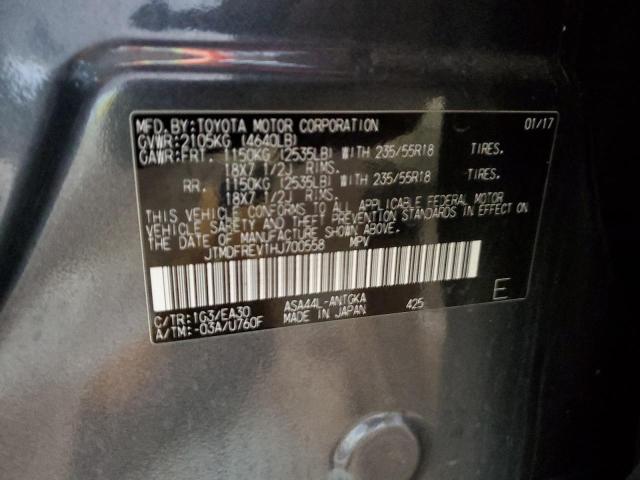 MFD.BY:TOYOTA MOTOR CORPORATION 01/17
GVWR:2105KG (4640LB)
GAWR:FRT. 1150KG (2535LB) WITH 235/55R18 TIRES.
18X7 1/2J RIMS.
RR. 1150KG (2535LB) WITH 235/55R18 TIRES.
18X7 1/2J RIMS.
THIS VEHICLE CONFORMS TO ALL APPLICABLE FEDERAL MOTOR
VEHICLE SAFETY AND THEFT PREVENTION STANDARDS IN EFFECT ON
THE DATE OF MANUFACTURE SHOWN ABOVE.
JTMDFREV1HJ700558 MPV
C/TR:1G3/EA30 ASA44L-ANTGKA 425 E
A/TM:-03A/U760F MADE IN JAPAN